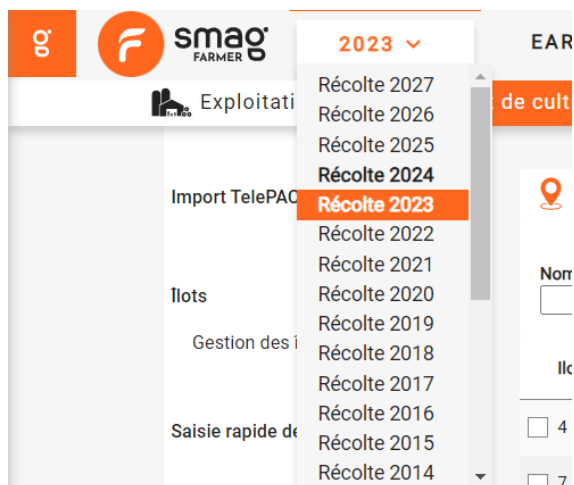 smag
FARMER
2023
EAR
Exploitati
de cult
Récolte 2027
Récolte 2026
Récolte 2025
Récolte 2024
Récolte 2023
Récolte 2022
Récolte 2021
Récolte 2020
Récolte 2019
Récolte 2018
Récolte 2017
Récolte 2016
Récolte 2015
Récolte 2014
Import TelePAC
Îlots
Gestion des î
Saisie rapide de
Nom
Ilo
4
7